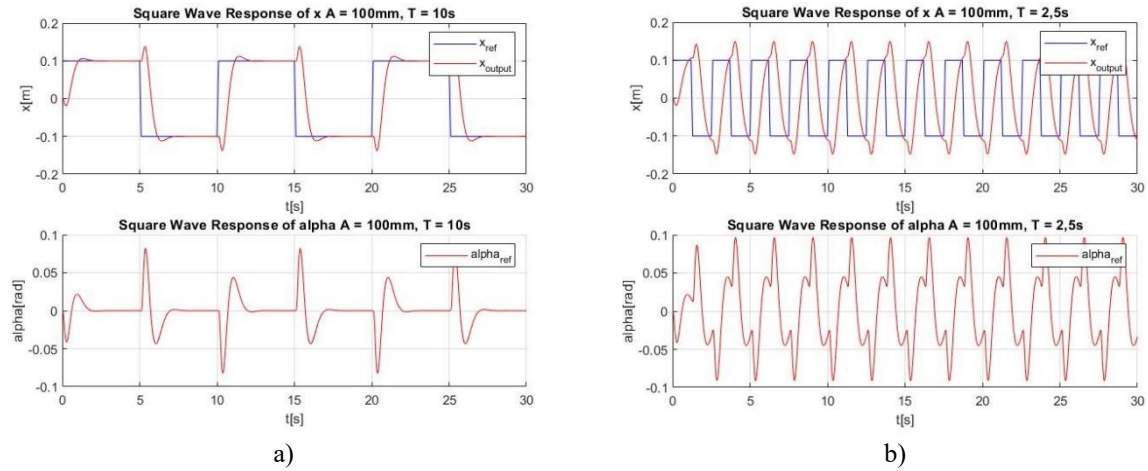 Square Wave Response of x A = 100mm, T = 10s
0.2
0.1
0
-0.1
-0.2
x[m]
x_ref
x_output
0 5 10 15 20 25 30
t[s]
Square Wave Response of alpha A = 100mm, T = 10s
0.1
0.05
0
-0.05
-0.1
alpha[rad]
alpha_ref
0 5 10 15 20 25 30
t[s]
a)
Square Wave Response of x A = 100mm, T = 2,5s
0.2
0.1
0
-0.1
-0.2
x[m]
x_ref
x_output
0 5 10 15 20 25 30
t[s]
Square Wave Response of alpha A = 100mm, T = 2,5s
0.1
0.05
0
-0.05
-0.1
alpha[rad]
alpha_ref
0 5 10 15 20 25 30
t[s]
b)